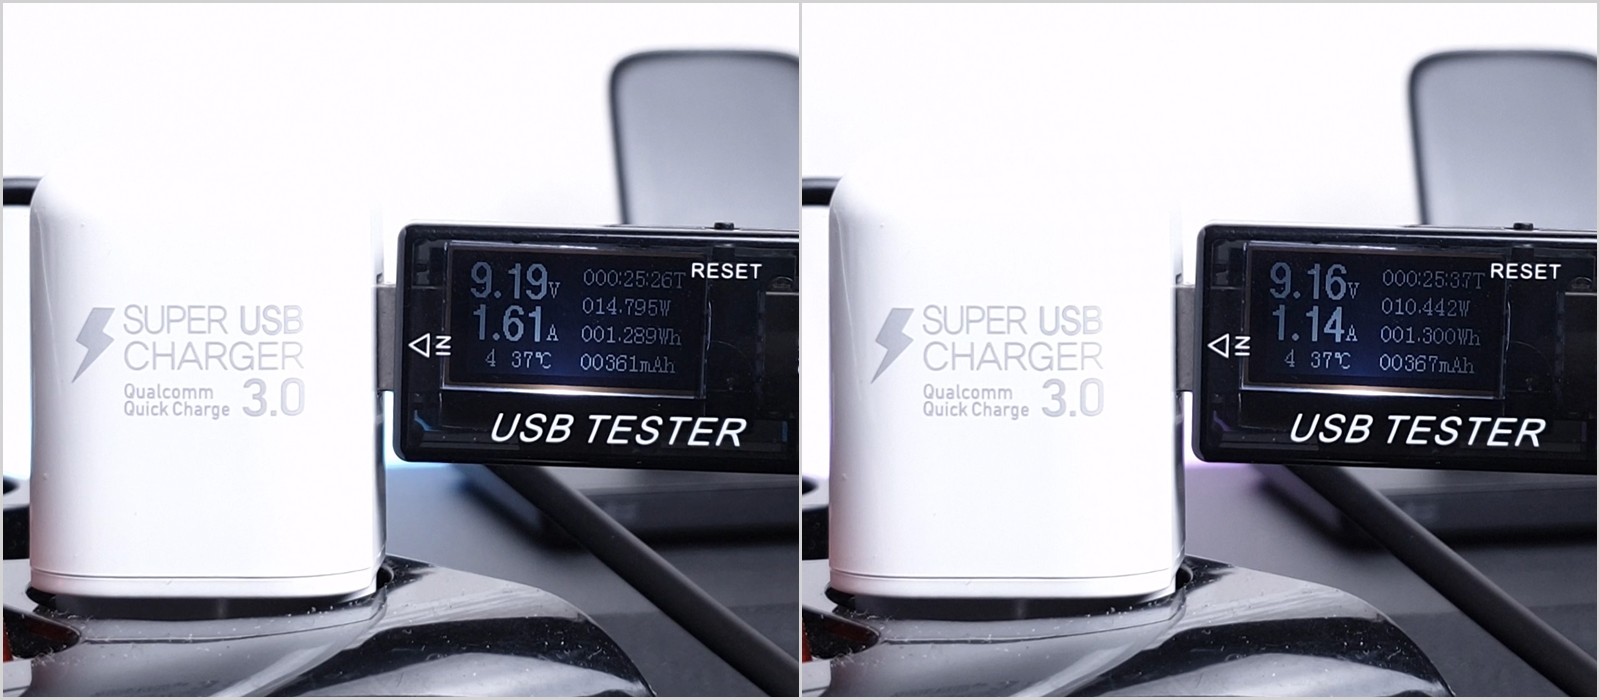 SUPER USB
CHARGER
Qualcomm
Quick Charge 3.0
9.19V
1.61A
4 37℃
000:25:26T
014.795W
001.289Wh
00361mAh
RESET
IN
USB TESTER
SUPER USB
CHARGER
Qualcomm
Quick Charge 3.0
9.16V
1.14A
4 37℃
000:25:37T
010.442W
001.300Wh
00367mAh
RESET
IN
USB TESTER